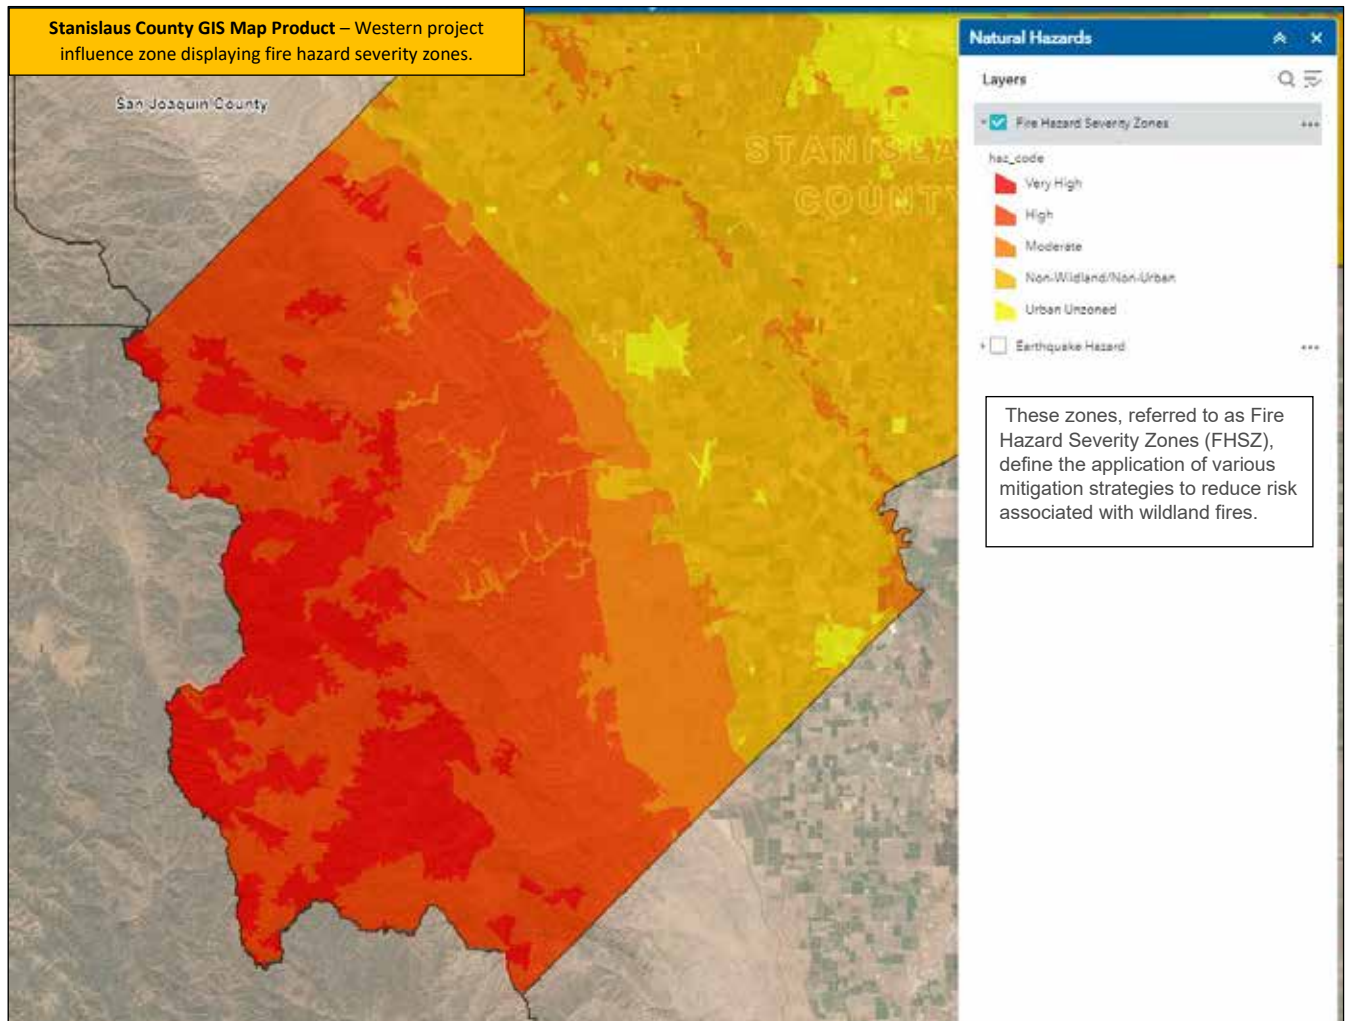 Stanislaus County GIS Map Product – Western project
influence zone displaying fire hazard severity zones.
San Joaquin County
STANISLA
COUNTY
Natural Hazards
Layers
Fire Hazard Severity Zones
haz_code
Very High
High
Moderate
Non-Wildland/Non-Urban
Urban Unzoned
Earthquake Hazard
These zones, referred to as Fire
Hazard Severity Zones (FHSZ),
define the application of various
mitigation strategies to reduce risk
associated with wildland fires.